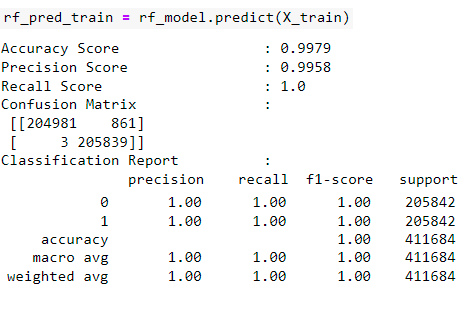 rf_pred_train = rf_model.predict(X_train)
Accuracy Score : 0.9979
Precision Score : 0.9958
Recall Score : 1.0
Confusion Matrix :
[[204981 861]
[ 3 205839]]
Classification Report :
precision recall f1-score support
0 1.00 1.00 1.00 205842
1 1.00 1.00 1.00 205842
accuracy 1.00 411684
macro avg 1.00 1.00 1.00 411684
weighted avg 1.00 1.00 1.00 411684